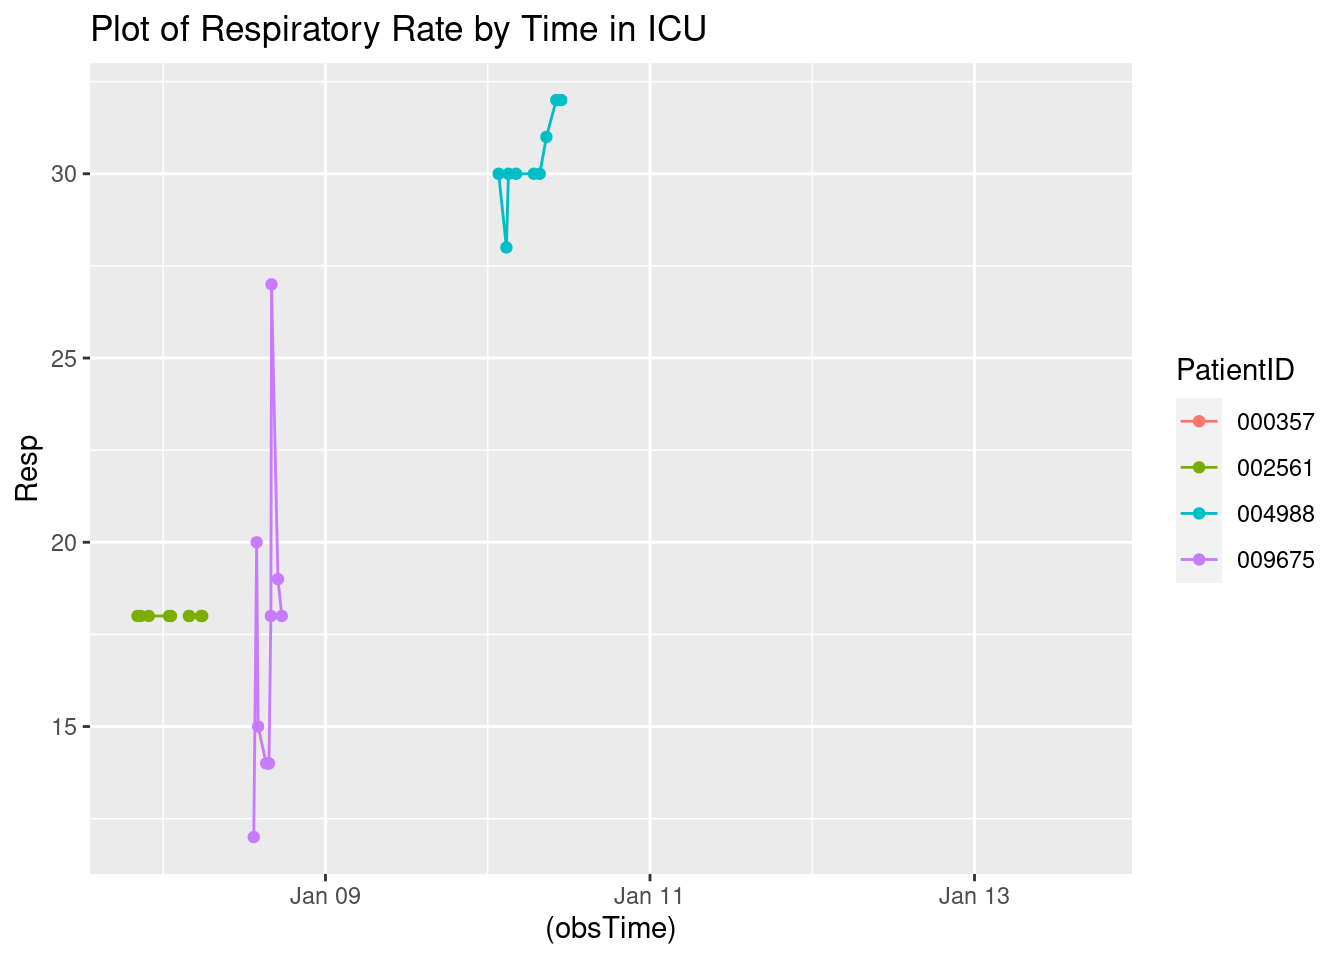 Plot of Respiratory Rate by Time in ICU
30
25
20
15
Resp
Jan 09
Jan 11
Jan 13
(obsTime)
PatientID
000357
002561
004988
009675